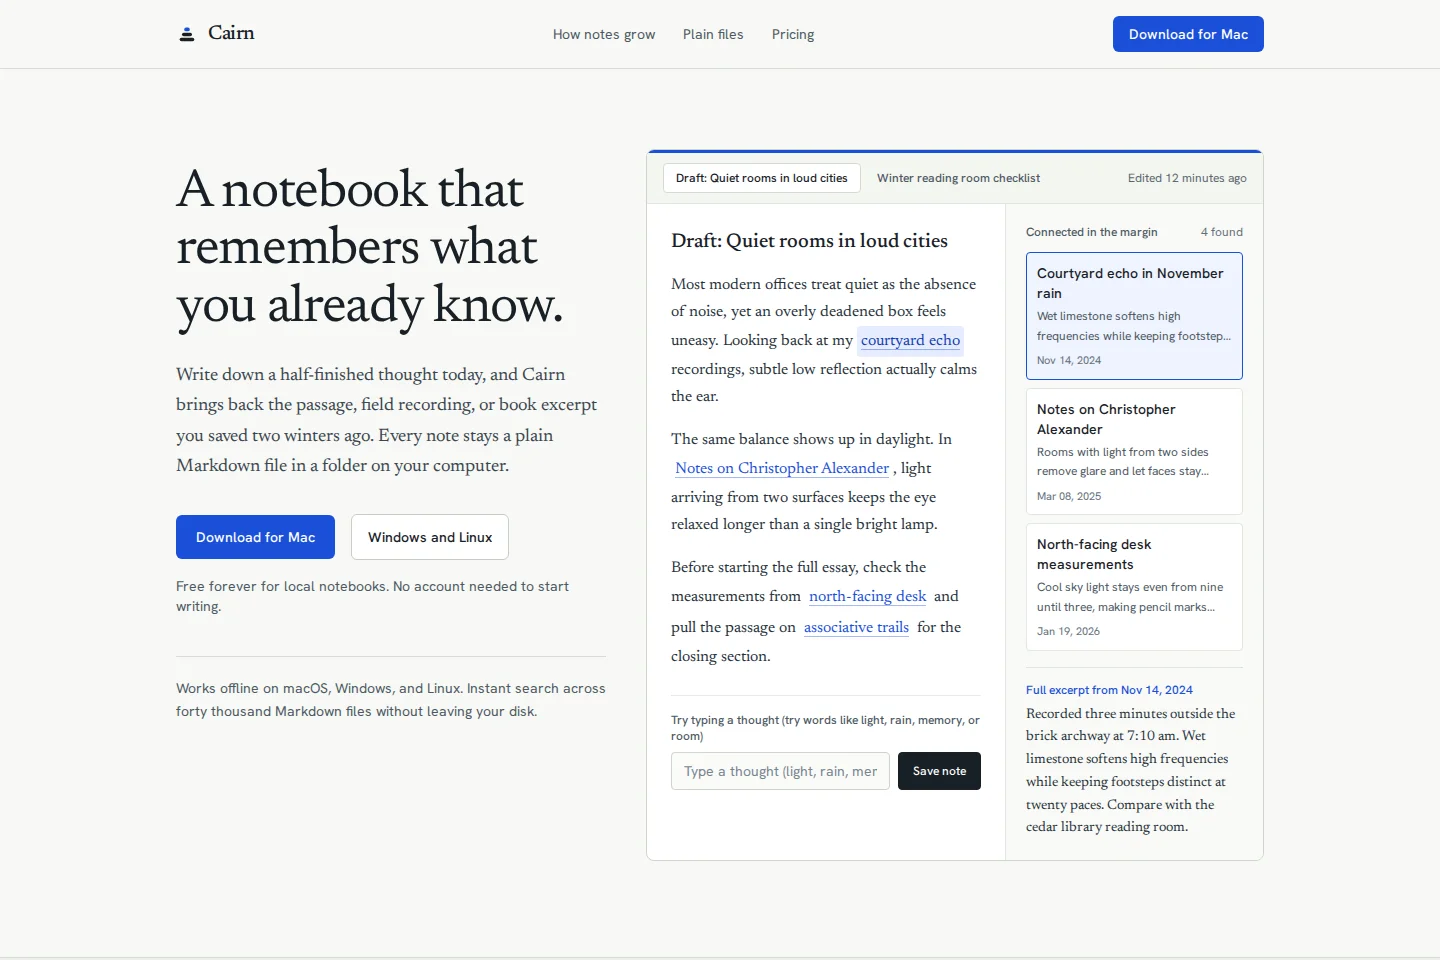 Cairn
How notes grow
Plain files
Pricing
Download for Mac
A notebook that
remembers what
you already know.
Write down a half-finished thought today, and Cairn
brings back the passage, field recording, or book excerpt
you saved two winters ago. Every note stays a plain
Markdown file in a folder on your computer.
Download for Mac
Windows and Linux
Free forever for local notebooks. No account needed to start
writing.
Works offline on macOS, Windows, and Linux. Instant search across
forty thousand Markdown files without leaving your disk.
Draft: Quiet rooms in loud cities
Winter reading room checklist
Edited 12 minutes ago
Draft: Quiet rooms in loud cities
Most modern offices treat quiet as the absence
of noise, yet an overly deadened box feels
uneasy. Looking back at my courtyard echo
recordings, subtle low reflection actually calms
the ear.
The same balance shows up in daylight. In
Notes on Christopher Alexander , light
arriving from two surfaces keeps the eye
relaxed longer than a single bright lamp.
Before starting the full essay, check the
measurements from north-facing desk and
pull the passage on associative trails for the
closing section.
Try typing a thought (try words like light, rain, memory, or
room)
Type a thought (light, rain, mer
Save note
Connected in the margin
4 found
Courtyard echo in November
rain
Wet limestone softens high
frequencies while keeping footstep...
Nov 14, 2024
Notes on Christopher
Alexander
Rooms with light from two sides
remove glare and let faces stay...
Mar 08, 2025
North-facing desk
measurements
Cool sky light stays even from nine
until three, making pencil marks...
Jan 19, 2026
Full excerpt from Nov 14, 2024
Recorded three minutes outside the
brick archway at 7:10 am. Wet
limestone softens high frequencies
while keeping footsteps distinct at
twenty paces. Compare with the
cedar library reading room.